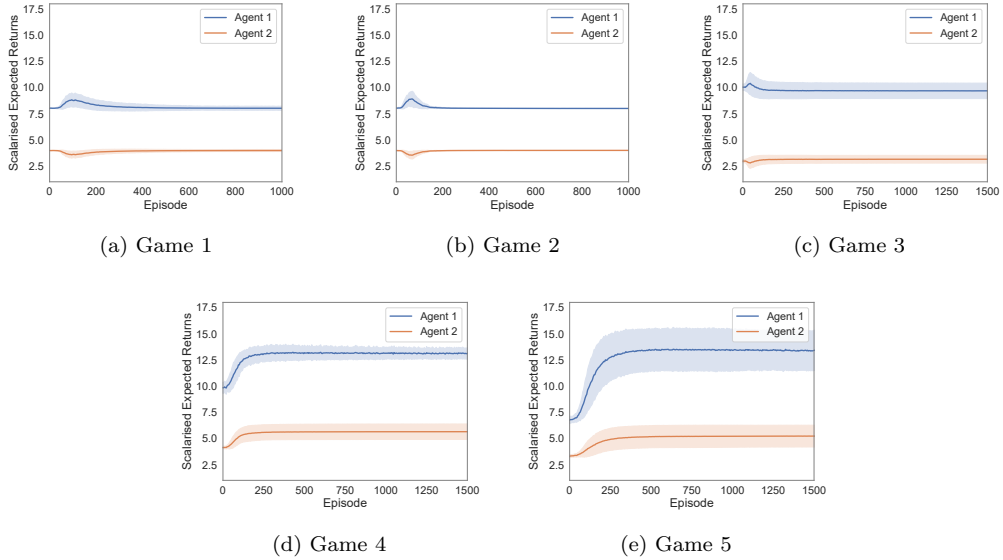 17.5
15.0
12.5
10.0
7.5
5.0
2.5
Scalarised Expected Returns
Agent 1
Agent 2
0 200 400 600 800 1000
Episode
(a) Game 1
17.5
15.0
12.5
10.0
7.5
5.0
2.5
Scalarised Expected Returns
Agent 1
Agent 2
0 200 400 600 800 1000
Episode
(b) Game 2
17.5
15.0
12.5
10.0
7.5
5.0
2.5
Scalarised Expected Returns
Agent 1
Agent 2
0 250 500 750 1000 1250 1500
Episode
(c) Game 3
17.5
15.0
12.5
10.0
7.5
5.0
2.5
Scalarised Expected Returns
Agent 1
Agent 2
0 250 500 750 1000 1250 1500
Episode
(d) Game 4
17.5
15.0
12.5
10.0
7.5
5.0
2.5
Scalarised Expected Returns
Agent 1
Agent 2
0 250 500 750 1000 1250 1500
Episode
(e) Game 5